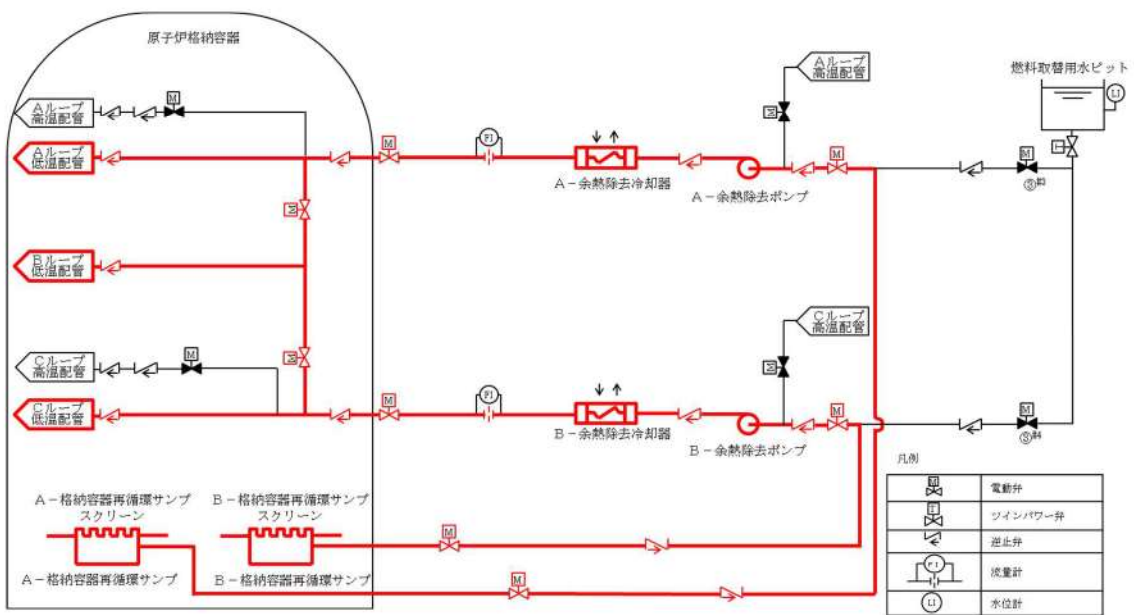 原子炉格納容器
Aループ
高温配管
燃料取替用水ピット
LI
Aループ
高温配管
M
M
T
Aループ
低温配管
M
FI
M
M
A-余熱除去冷却器
A-余熱除去ポンプ
M
Bループ
低温配管
Cループ
高温配管
Cループ
高温配管
M
M
M
Cループ
低温配管
M
FI
M
M
B-余熱除去冷却器
B-余熱除去ポンプ
A-格納容器再循環サンプ
スクリーン
B-格納容器再循環サンプ
スクリーン
M
A-格納容器再循環サンプ
B-格納容器再循環サンプ
M
凡例
M
電動弁
T
ツインパワー弁
逆止弁
FI
流量計
LI
水位計